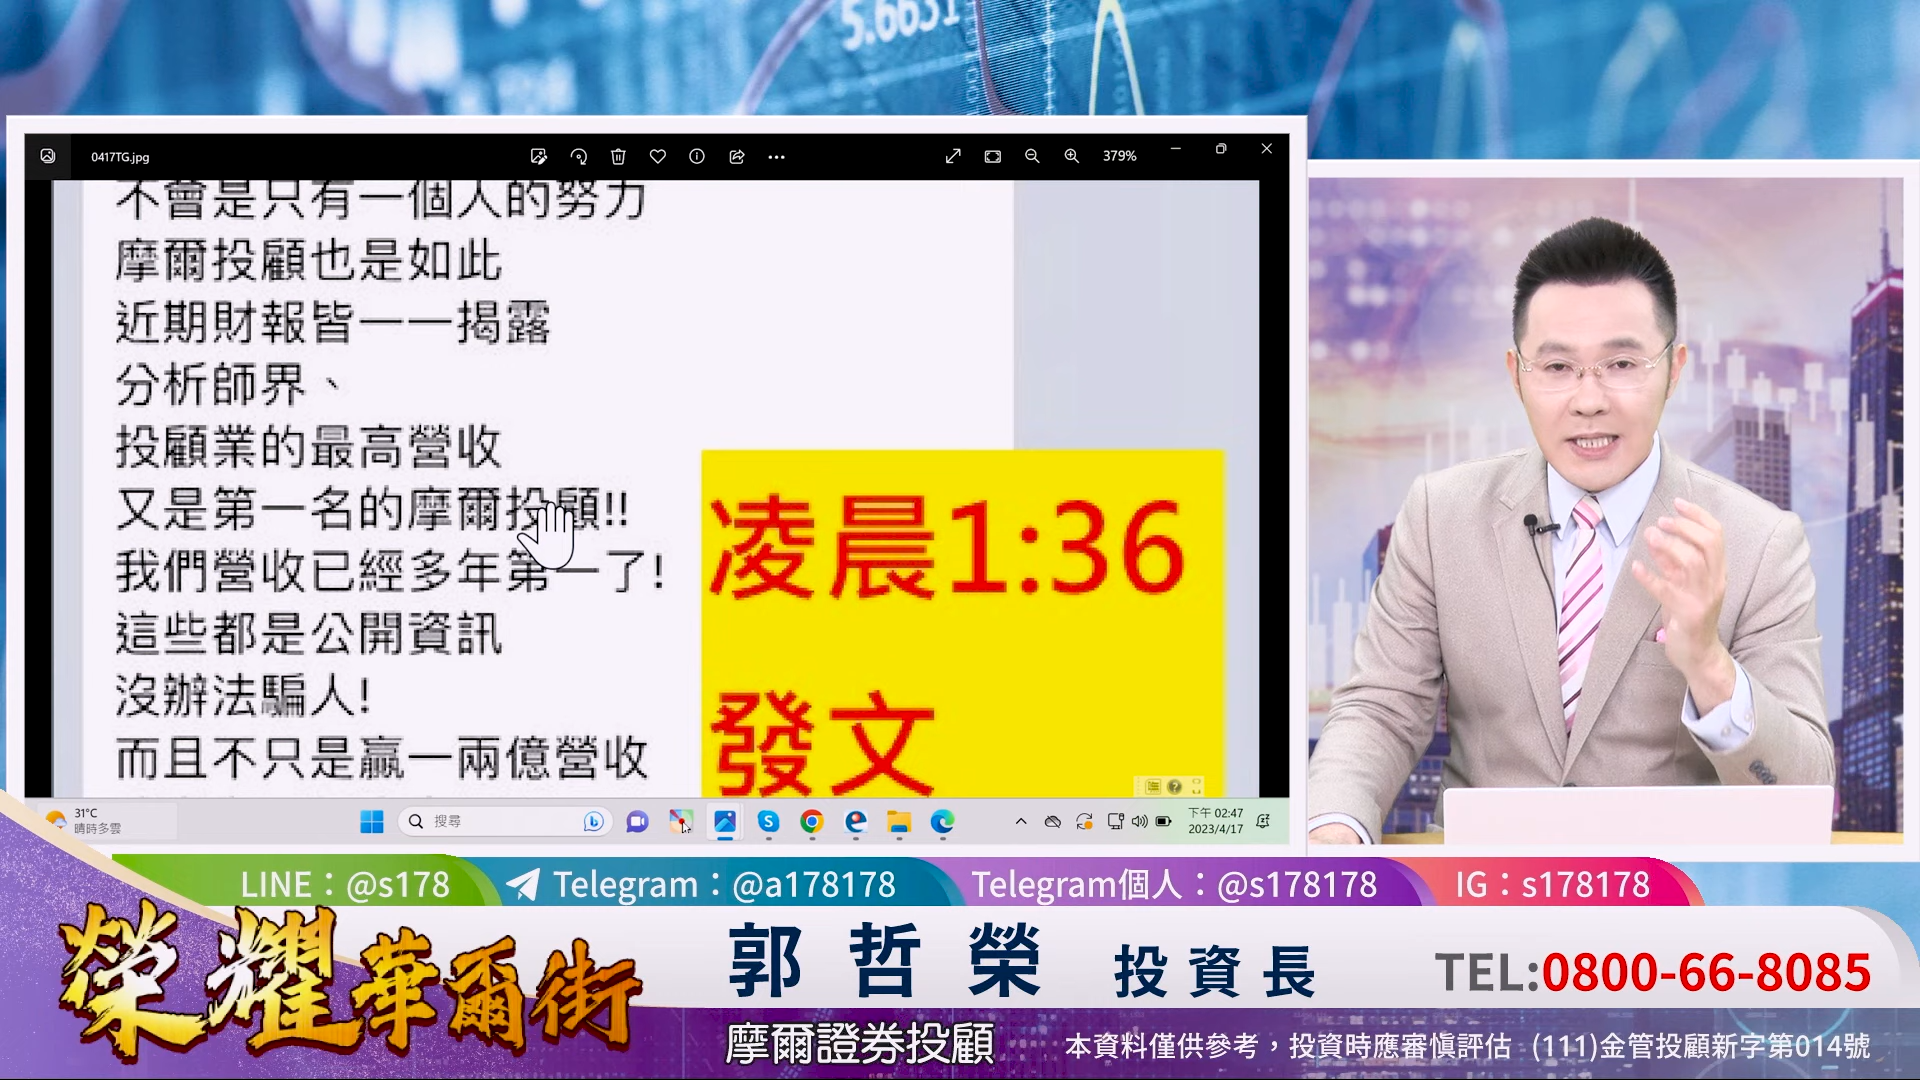 5.6631
0417TG.jpg
379%
不會是只有一個人的努力
摩爾投顧也是如此
近期財報皆一一揭露
分析師界、
投顧業的最高營收
又是第一名的摩爾投顧!!
我們營收已經多年第一了!
這些都是公開資訊
沒辦法騙人!
而且不只是贏一兩億營收
凌晨1:36
發文
31°C
晴時多雲
搜尋
下午 02:47
2023/4/17
LINE：@s178
Telegram：@a178178
Telegram個人：@s178178
IG：s178178
榮耀華爾街
郭哲榮 投資長
TEL:0800-66-8085
摩爾證券投顧
本資料僅供參考，投資時應審慎評估 (111)金管投顧新字第014號